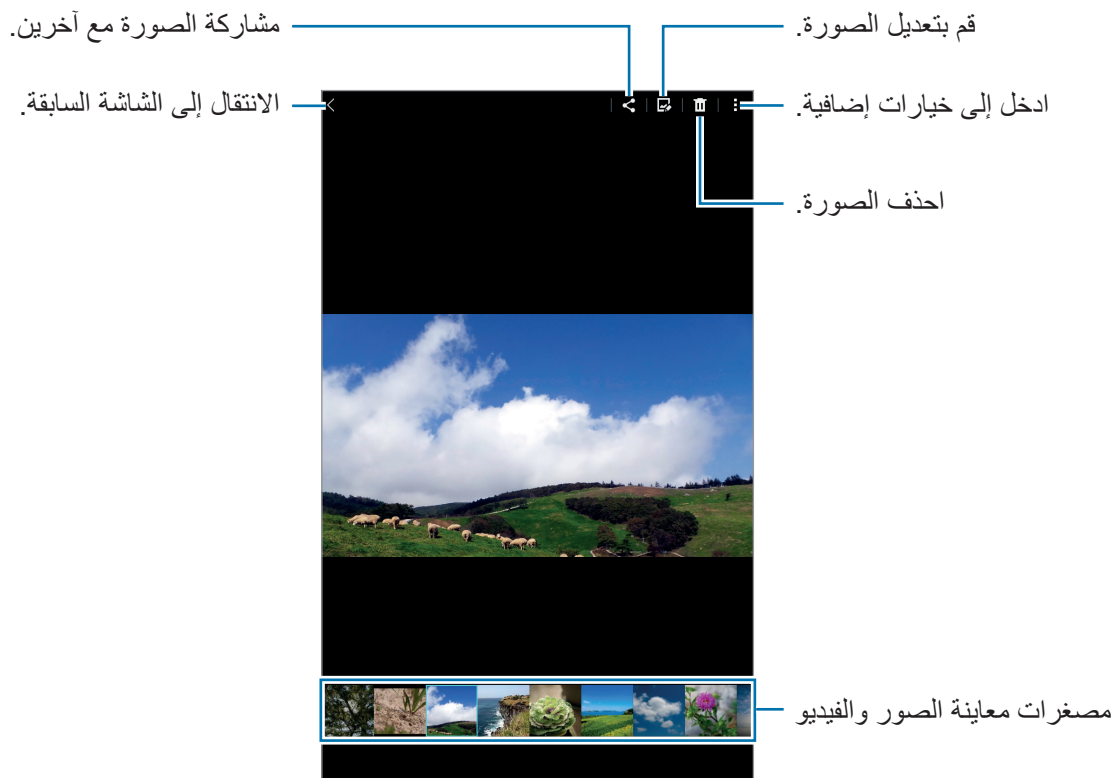 قم بتعديل الصورة.
مشاركة الصورة مع آخرين.
ادخل إلى خيارات إضافية.
الانتقال إلى الشاشة السابقة.
احذف الصورة.
مصغرات معاينة الصور والفيديو